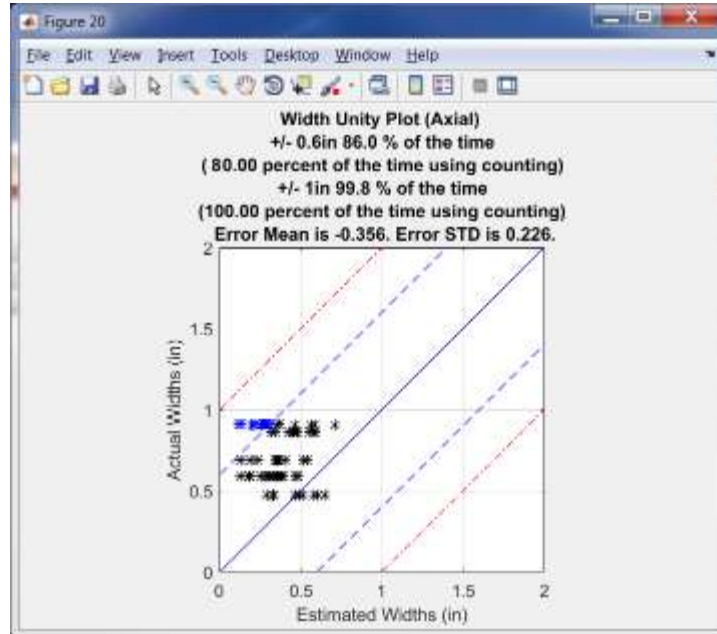 Figure 20
File Edit View Insert Tools Desktop Window Help
Width Unity Plot (Axial)
+/- 0.6in 86.0 % of the time
( 80.00 percent of the time using counting)
+/- 1in 99.8 % of the time
(100.00 percent of the time using counting)
Error Mean is -0.356. Error STD is 0.226.
2
1.5
1
0.5
0
Actual Widths (in)
0 0.5 1 1.5 2
Estimated Widths (in)